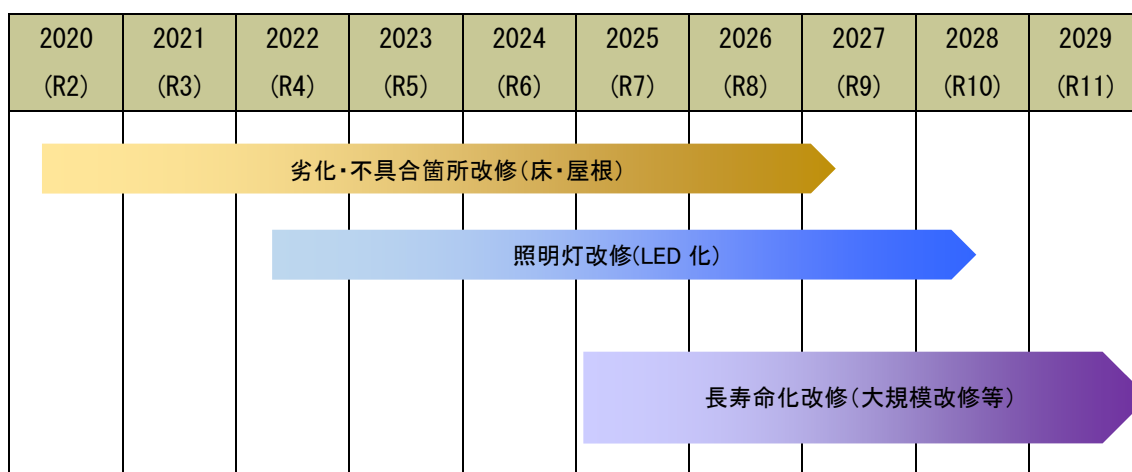 2020 2021 2022 2023 2024 2025 2026 2027 2028 2029
(R2) (R3) (R4) (R5) (R6) (R7) (R8) (R9) (R10) (R11)
劣化・不具合箇所改修(床・屋根)
照明灯改修(LED 化)
長寿命化改修(大規模改修等)